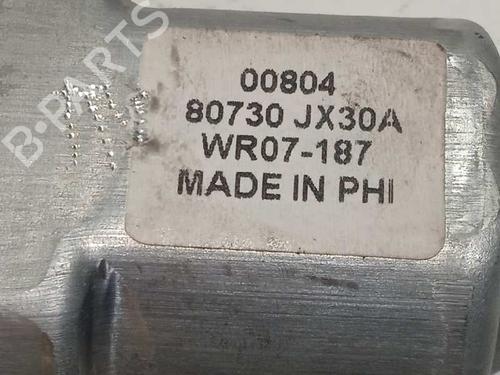 B-PARTS
00804
80730 JX30A
WR07-187
MADE IN PHI